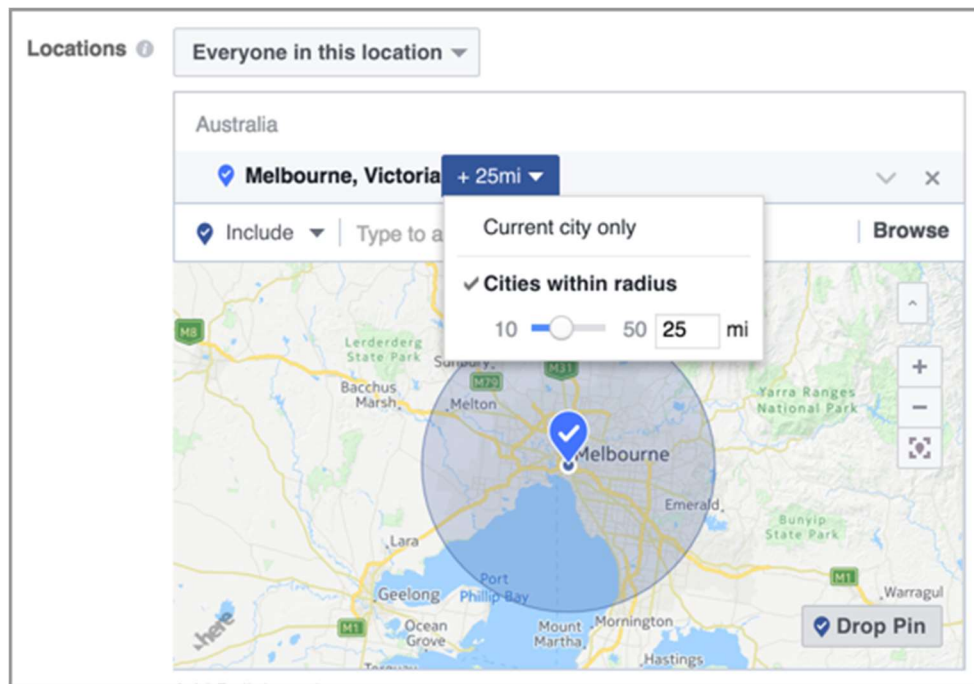 Locations
Everyone in this location
Australia
Melbourne, Victoria + 25mi
Include Type to a Browse
Current city only
Cities within radius
10 50 25 mi
M8
Lerderderg
State Park
Sunbury
M31
M79
Bacchus
Marsh
Melton
Yarra Ranges
National Park
Melbourne
Emerald
Bunyip
State Park
Lara
Port
Phillip Bay
M1
Geelong
Warragul
here
M1
Ocean
Grove
Mount
Martha
Mornington
Drop Pin
Hastings
Torquay